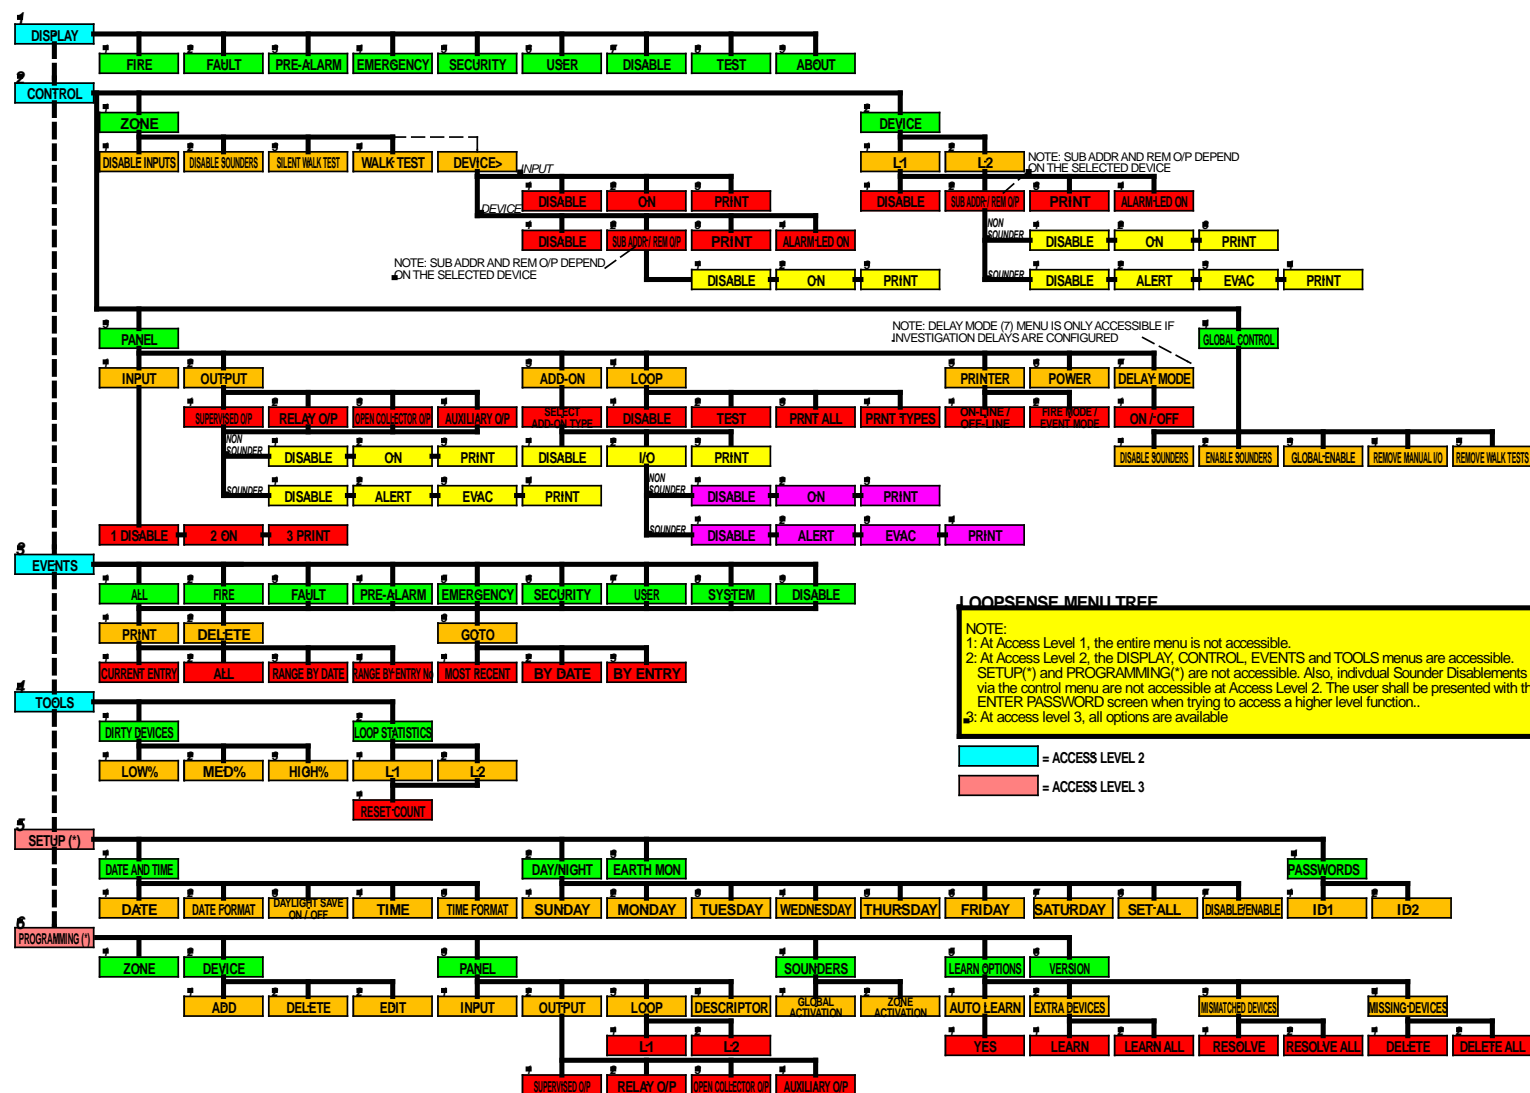 1
DISPLAY
FIRE
FAULT
PRE-ALARM
EMERGENCY
SECURITY
USER
DISABLE
TEST
ABOUT
2
CONTROL
ZONE
DEVICE
DISABLE INPUTS
DISABLE SOUNDERS
SILENT WALK TEST
WALK TEST
DEVICE>
L1
L2
NOTE: SUB ADDR AND REM O/P DEPEND
ON THE SELECTED DEVICE
INPUT
DISABLE
ON
PRINT
DISABLE
SUB ADDR / REM O/P
PRINT
ALARM LED ON
DEVICE
DISABLE
SUB ADDR / REM O/P
PRINT
ALARM LED ON
NON
SOUNDER
DISABLE
ON
PRINT
NOTE: SUB ADDR AND REM O/P DEPEND
ON THE SELECTED DEVICE
DISABLE
ON
PRINT
SOUNDER
DISABLE
ALERT
EVAC
PRINT
NOTE: DELAY MODE (7) MENU IS ONLY ACCESSIBLE IF
INVESTIGATION DELAYS ARE CONFIGURED
PANEL
GLOBAL CONTROL
INPUT
OUTPUT
ADD-ON
LOOP
PRINTER
POWER
DELAY MODE
SUPERVISED O/P
RELAY O/P
OPEN COLLECTOR O/P
AUXILIARY O/P
SELECT
ADD-ON TYPE
DISABLE
TEST
PRNT ALL
PRNT TYPES
ON-LINE /
OFF-LINE
FIRE MODE /
EVENT MODE
ON / OFF
NON
SOUNDER
DISABLE
ON
PRINT
DISABLE
I/O
PRINT
DISABLE SOUNDERS
ENABLE SOUNDERS
GLOBAL ENABLE
REMOVE MANUAL I/O
REMOVE WALK TESTS
SOUNDER
DISABLE
ALERT
EVAC
PRINT
NON
SOUNDER
DISABLE
ON
PRINT
1 DISABLE
2 ON
3 PRINT
SOUNDER
DISABLE
ALERT
EVAC
PRINT
3
EVENTS
ALL
FIRE
FAULT
PRE-ALARM
EMERGENCY
SECURITY
USER
SYSTEM
DISABLE
PRINT
DELETE
GOTO
CURRENT ENTRY
ALL
RANGE BY DATE
RANGE BY ENTRY No
MOST RECENT
BY DATE
BY ENTRY
LOOPSENSE MENU TREE
NOTE:
1: At Access Level 1, the entire menu is not accessible.
2: At Access Level 2, the DISPLAY, CONTROL, EVENTS and TOOLS menus are accessible.
SETUP(*) and PROGRAMMING(*) are not accessible. Also, indivdual Sounder Disablements
via the control menu are not accessible at Access Level 2. The user shall be presented with th
ENTER PASSWORD screen when trying to access a higher level function..
3: At access level 3, all options are available
= ACCESS LEVEL 2
= ACCESS LEVEL 3
4
TOOLS
DIRTY DEVICES
LOOP STATISTICS
LOW%
MED%
HIGH%
L1
L2
RESET COUNT
5
SETUP (*)
DATE AND TIME
DAY/NIGHT
EARTH MON
PASSWORDS
DATE
DATE FORMAT
DAYLIGHT SAVE
ON / OFF
TIME
TIME FORMAT
SUNDAY
MONDAY
TUESDAY
WEDNESDAY
THURSDAY
FRIDAY
SATURDAY
SET ALL
DISABLE/ENABLE
ID1
ID2
6
PROGRAMMING (*)
ZONE
DEVICE
PANEL
SOUNDERS
LEARN OPTIONS
VERSION
ADD
DELETE
EDIT
INPUT
OUTPUT
LOOP
DESCRIPTOR
GLOBAL
ACTIVATION
ZONE
ACTIVATION
AUTO LEARN
EXTRA DEVICES
MISMATCHED DEVICES
MISSING DEVICES
L1
L2
YES
LEARN
LEARN ALL
RESOLVE
RESOLVE ALL
DELETE
DELETE ALL
SUPERVISED O/P
RELAY O/P
OPEN COLLECTOR O/P
AUXILIARY O/P